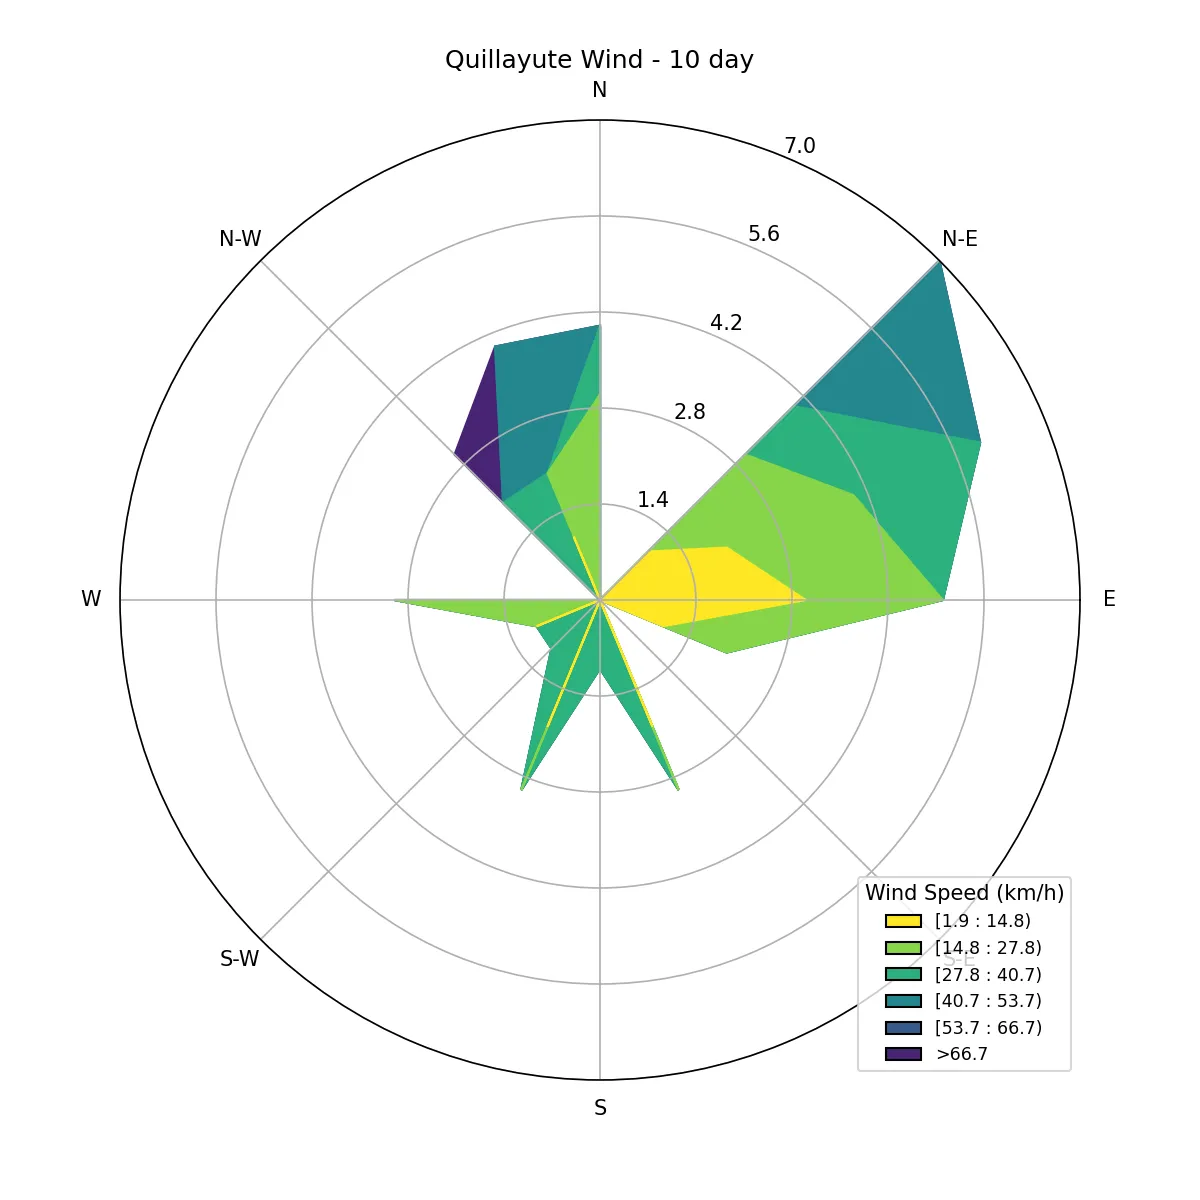 Quillayute Wind - 10 day
N
7.0
N-W
5.6
N-E
4.2
2.8
1.4
W
E
S-W
S-E
S
Wind Speed (km/h)
[1.9 : 14.8)
[14.8 : 27.8)
[27.8 : 40.7)
[40.7 : 53.7)
[53.7 : 66.7)
>66.7